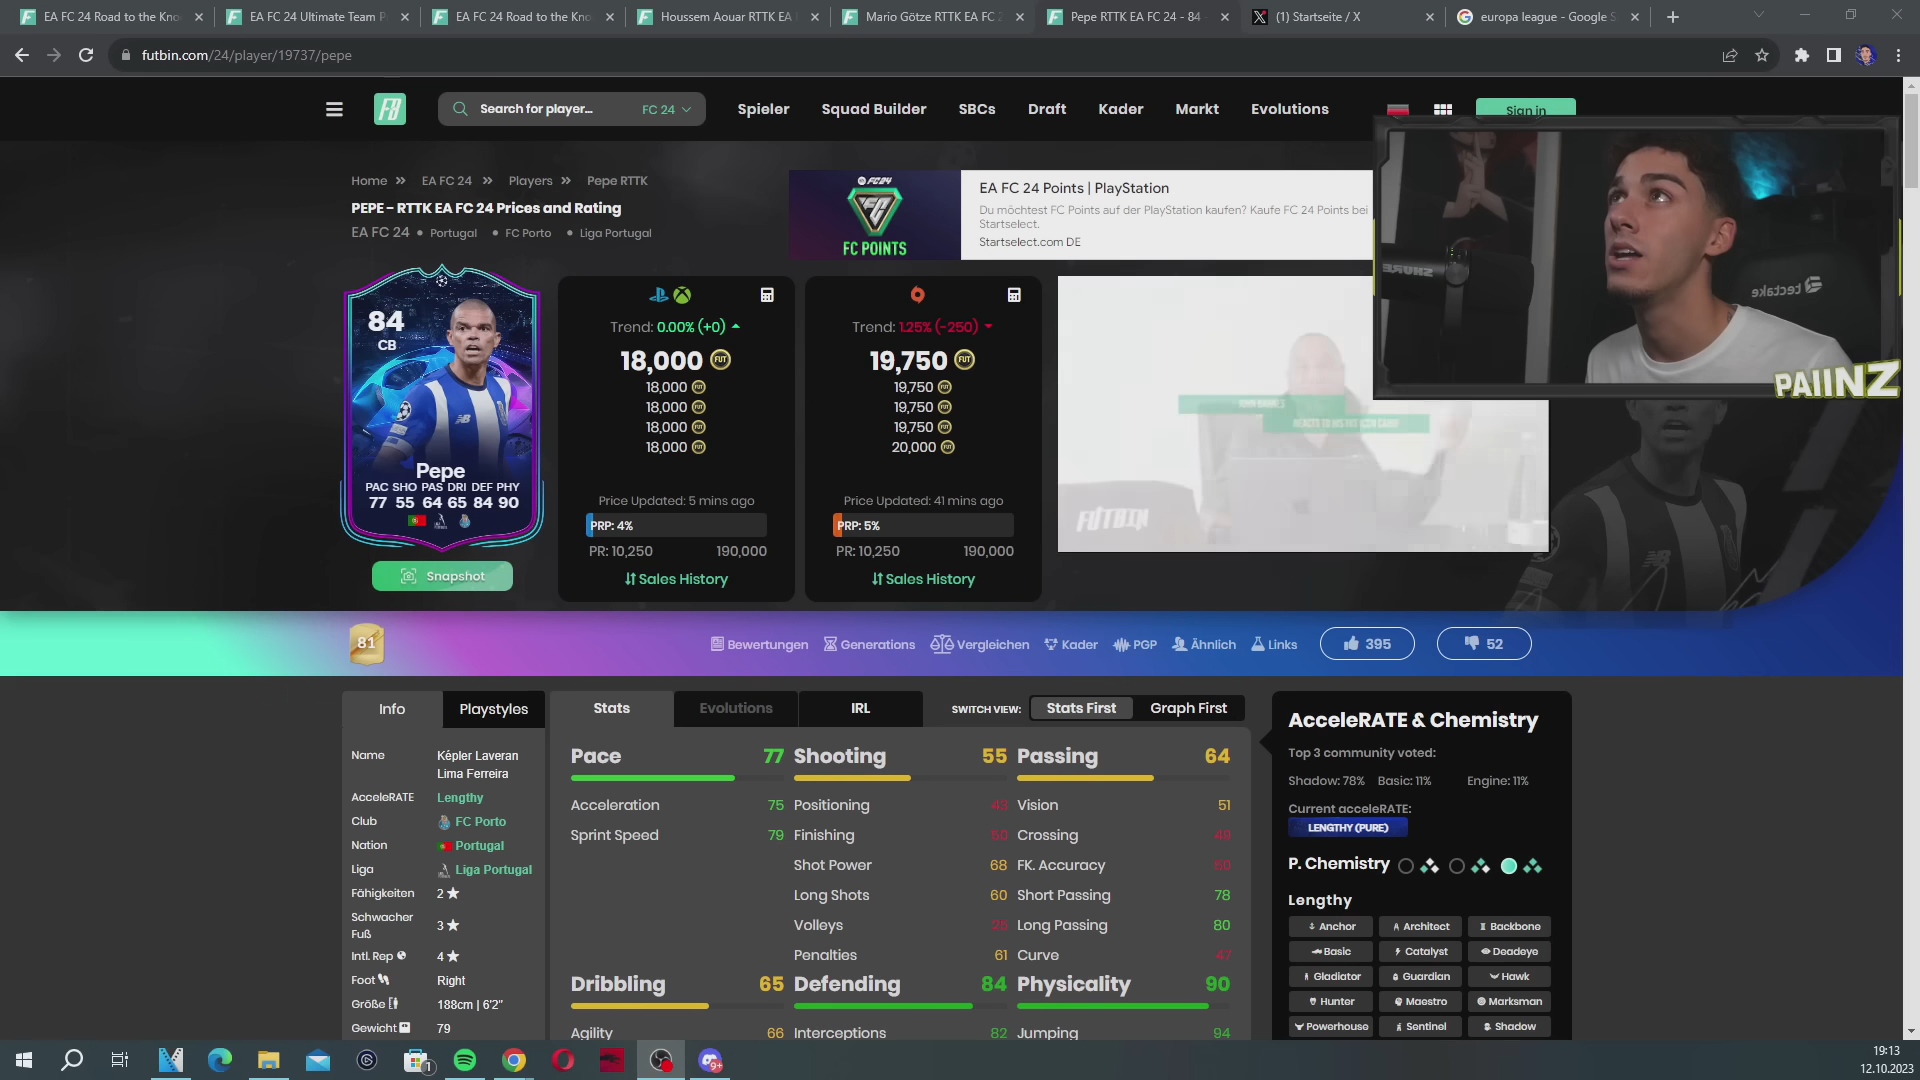 EA FC 24 Road to the Kno
EA FC 24 Ultimate Team P
EA FC 24 Road to the Kno
Houssem Aouar RTTK EA
Mario Götze RTTK EA FC 2
Pepe RTTK EA FC 24 - 84
(1) Startseite / X
europa league - Google S
futbin.com/24/player/19737/pepe
Search for player...
FC 24
Spieler
Squad Builder
SBCs
Draft
Kader
Markt
Evolutions
Sign in
Home » EA FC 24 » Players » Pepe RTTK
PEPE - RTTK EA FC 24 Prices and Rating
EA FC 24 • Portugal • FC Porto • Liga Portugal
FC24
FC POINTS
EA FC 24 Points | PlayStation
Du möchtest FC Points auf der PlayStation kaufen? Kaufe FC 24 Points bei
Startselect.
Startselect.com DE
SHURE
tectake
PAIINZ
84
CB
Pepe
PAC SHO PAS DRI DEF PHY
77 55 64 65 84 90
Snapshot
Trend: 0.00% (+0)
18,000
18,000
18,000
18,000
18,000
Price Updated: 5 mins ago
PRP: 4%
PR: 10,250 190,000
Sales History
Trend: 1.25% (-250)
19,750
19,750
19,750
19,750
20,000
Price Updated: 41 mins ago
PRP: 5%
PR: 10,250 190,000
Sales History
FUTBIN
81
Bewertungen
Generations
Vergleichen
Kader
PGP
Ähnlich
Links
395
52
Info
Playstyles
Name Képler Laveran
Lima Ferreira
AcceleRATE Lengthy
Club FC Porto
Nation Portugal
Liga Liga Portugal
Fähigkeiten 2
Schwacher
Fuß 3
Intl. Rep 4
Foot Right
Größe 188cm | 6'2"
Gewicht 79
Stats
Evolutions
IRL
SWITCH VIEW:
Stats First
Graph First
Pace 77
Acceleration 75
Sprint Speed 79
Shooting 55
Positioning 43
Finishing 50
Shot Power 68
Long Shots 60
Volleys 25
Penalties 61
Passing 64
Vision 51
Crossing 49
FK. Accuracy 50
Short Passing 78
Long Passing 80
Curve 47
Dribbling 65
Agility 66
Defending 84
Interceptions 82
Physicality 90
Jumping 94
AcceleRATE & Chemistry
Top 3 community voted:
Shadow: 78% Basic: 11% Engine: 11%
Current acceleRATE:
LENGTHY (PURE)
P. Chemistry
Lengthy
Anchor Architect Backbone
Basic Catalyst Deadeye
Gladiator Guardian Hawk
Hunter Maestro Marksman
Powerhouse Sentinel Shadow
1
9+
19:13
12.10.2023